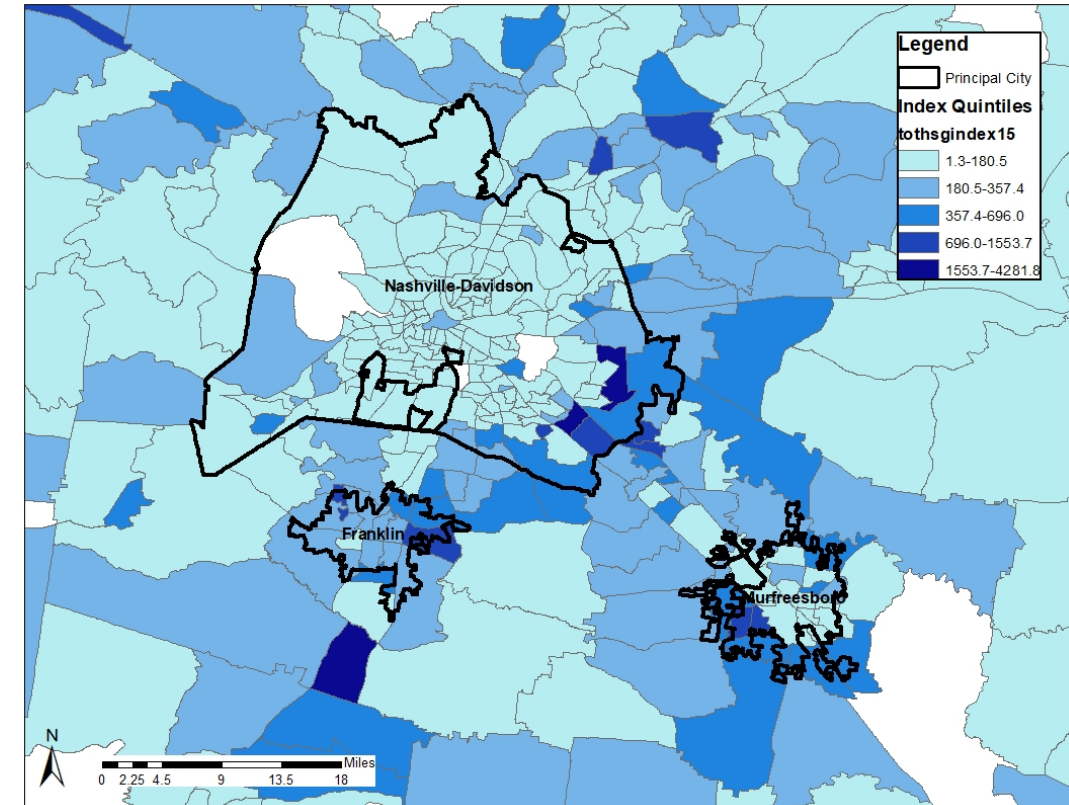 Legend
Principal City
Index Quintiles
tothsgindex15
1.3-180.5
180.5-357.4
357.4-696.0
696.0-1553.7
1553.7-4281.8
Nashville-Davidson
Franklin
Murfreesboro
N
Miles
0 2.25 4.5 9 13.5 18